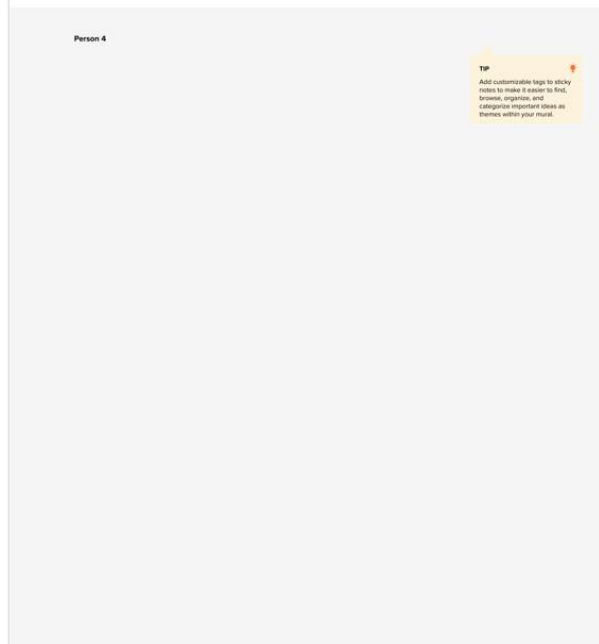 Person 4
TIP
Add customizable tags to sticky
notes to make it easier to find,
browse, organize, and
categorize important ideas as
themes within your mural.